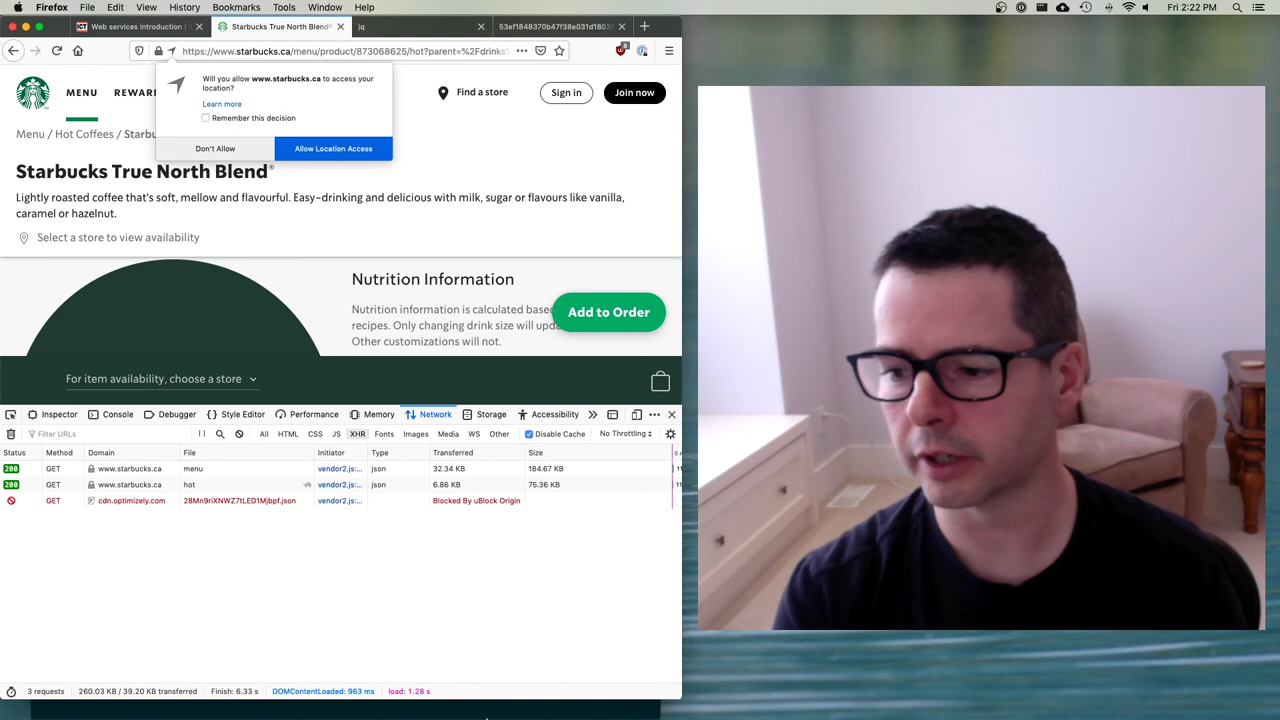 Firefox File Edit View History Bookmarks Tools Window Help
Fri 2:22 PM
Web services introduction |
Starbucks True North Blend®
jq
53ef1848370b47f38e031d1803
https://www.starbucks.ca/menu/product/873068625/hot?parent=%2Fdrinks%
Will you allow www.starbucks.ca to access your
location?
Learn more
Remember this decision
Don't Allow
Allow Location Access
MENU
Find a store
Sign in
Join now
Menu / Hot Coffees /
Starbucks True North Blend®
Lightly roasted coffee that's soft, mellow and flavourful. Easy-drinking and delicious with milk, sugar or flavours like vanilla,
caramel or hazelnut.
Select a store to view availability
Nutrition Information
Nutrition information is calculated based
recipes. Only changing drink size will
Other customizations will not.
Add to Order
For item availability, choose a store
Inspector Console Debugger Style Editor Performance Memory Network Storage Accessibility
Filter URLs
All HTML CSS JS XHR Fonts Images Media WS Other
Disable Cache
No Throttling
Status Method Domain File Initiator Type Transferred Size
200 GET www.starbucks.ca menu vendor2.js:... json 32.34 KB 184.67 KB
200 GET www.starbucks.ca hot vendor2.js:... json 6.86 KB 75.36 KB
GET cdn.optimizely.com 28Mn9riXNWZ7tLED1Mjbpf.json vendor2.js:... Blocked By uBlock Origin
3 requests 260.03 KB / 39.20 KB transferred Finish: 6.33 s DOMContentLoaded: 963 ms load: 1.28 s